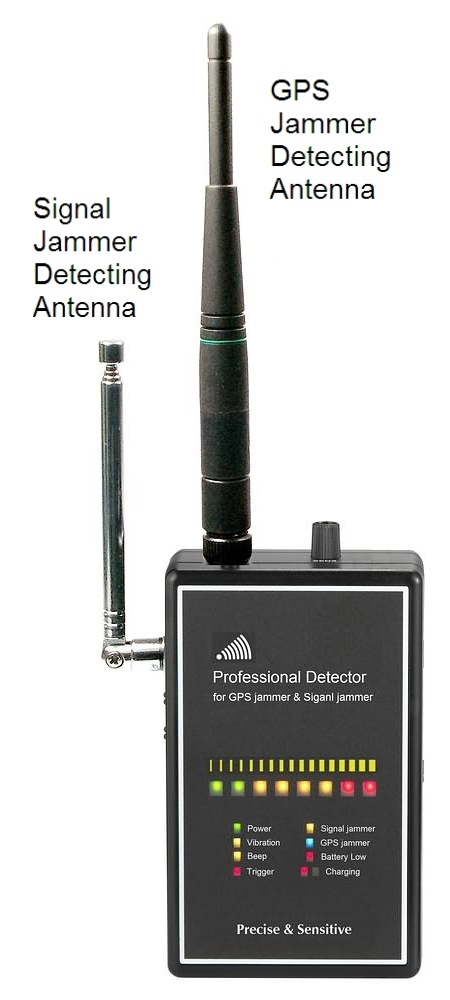 GPS
Jammer
Detecting
Antenna
Signal
Jammer
Detecting
Antenna
Professional Detector
for GPS jammer & Siganl jammer
Power
Signal jammer
Vibration
GPS jammer
Beep
Battery Low
Trigger
Charging
Precise & Sensitive